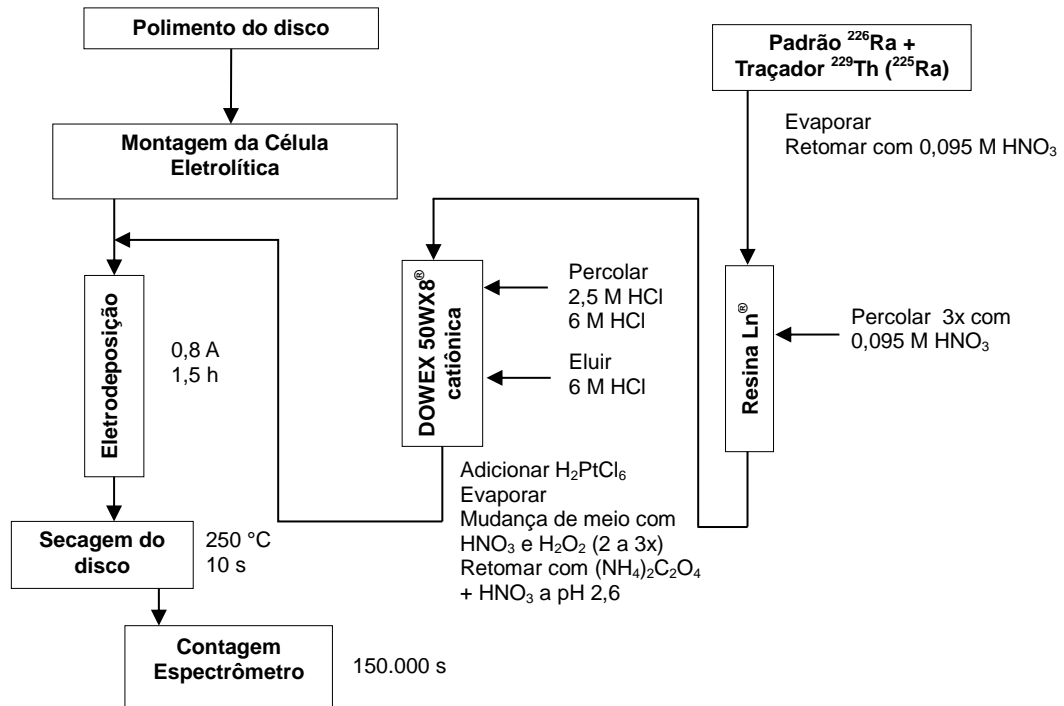 Polimento do disco
Montagem da Célula
Eletrolítica
Padrão ²²⁶Ra +
Traçador ²²⁹Th (²²⁵Ra)
Evaporar
Retomar com 0,095 M HNO₃
Resina Ln®
Percolar 3x com
0,095 M HNO₃
DOWEX 50WX8®
catiônica
Percolar
2,5 M HCl
6 M HCl
Eluir
6 M HCl
Adicionar H₂PtCl₆
Evaporar
Mudança de meio com
HNO₃ e H₂O₂ (2 a 3x)
Retomar com (NH₄)₂C₂O₄
+ HNO₃ a pH 2,6
Eletrodeposição
0,8 A
1,5 h
Secagem do
disco
250 °C
10 s
Contagem
Espectrômetro
150.000 s